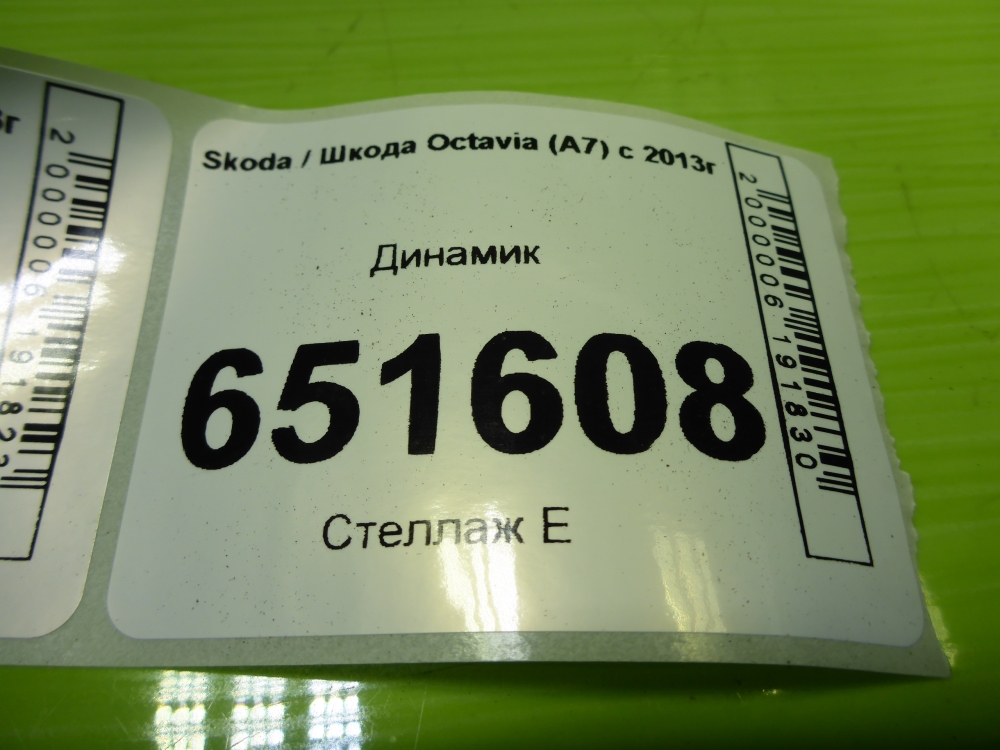 Skoda / Шкода Octavia (A7) с 2013г
Динамик
651608
Стеллаж Е
2000006191830